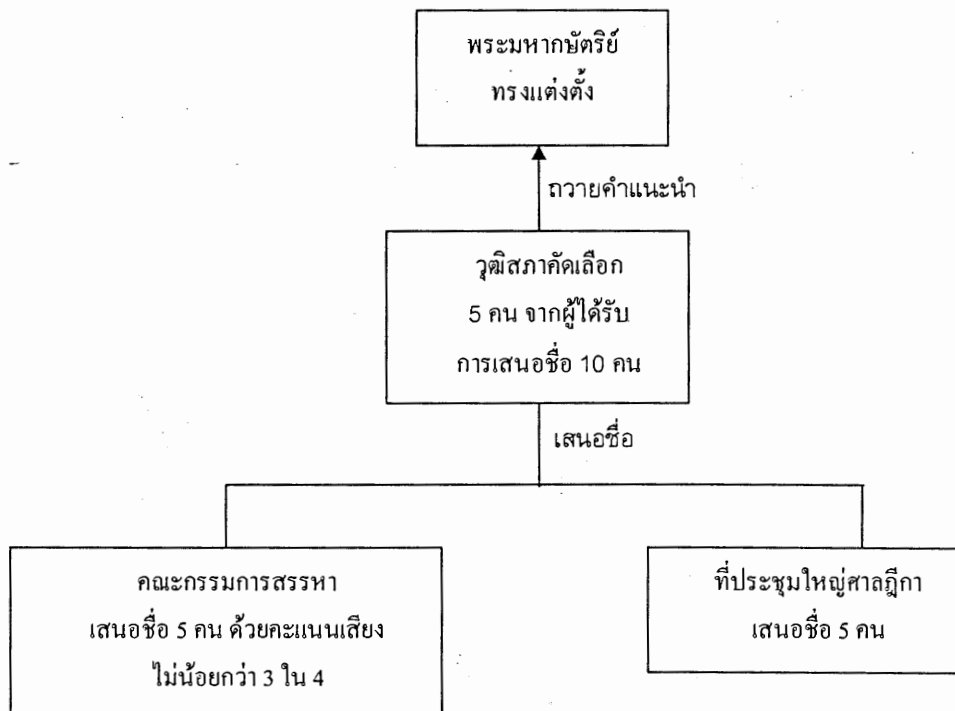 พระมหากษัตริย์
ทรงแต่งตั้ง
ถวายคำแนะนำ
วุฒิสภาคัดเลือก
5 คน จากผู้ได้รับ
การเสนอชื่อ 10 คน
เสนอชื่อ
คณะกรรมการสรรหา
เสนอชื่อ 5 คน ด้วยคะแนนเสียง
ไม่น้อยกว่า 3 ใน 4
ที่ประชุมใหญ่ศาลฎีกา
เสนอชื่อ 5 คน